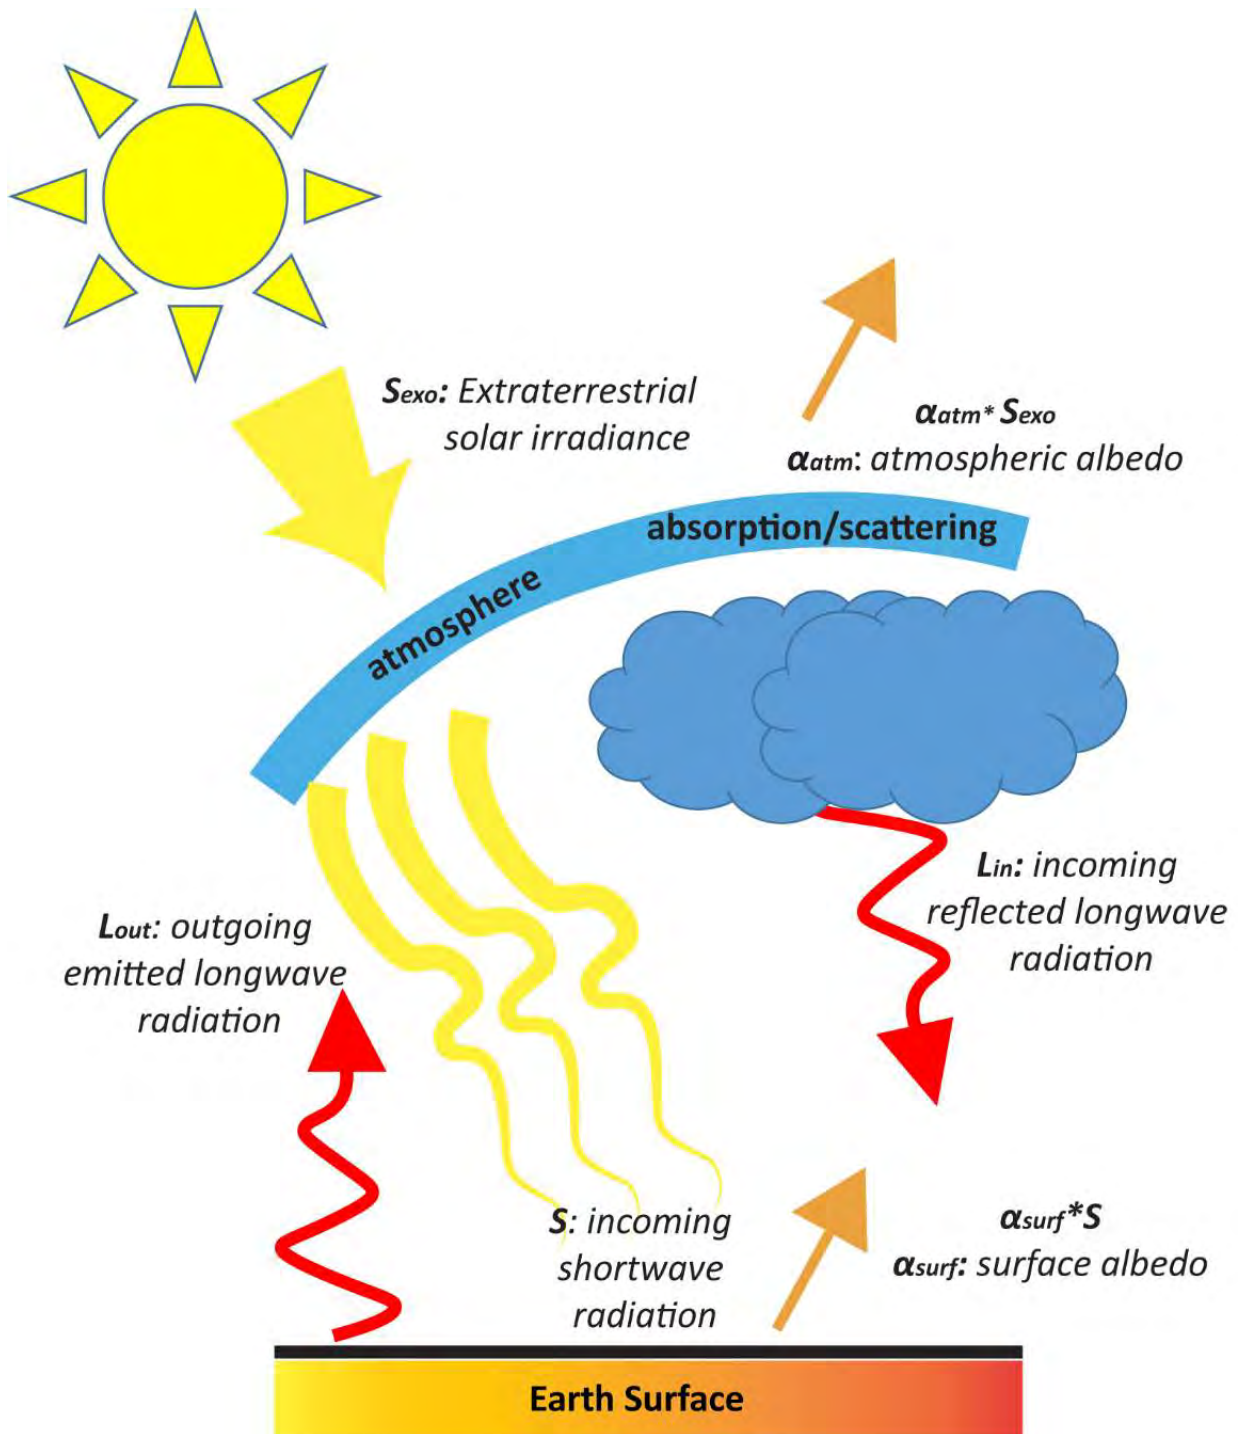 Sexo: Extraterrestrial
solar irradiance
αatm* Sexo
αatm: atmospheric albedo
absorption/scattering
atmosphere
Lin: incoming
reflected longwave
radiation
Lout: outgoing
emitted longwave
radiation
S: incoming
shortwave
radiation
αsurf*S
αsurf: surface albedo
Earth Surface